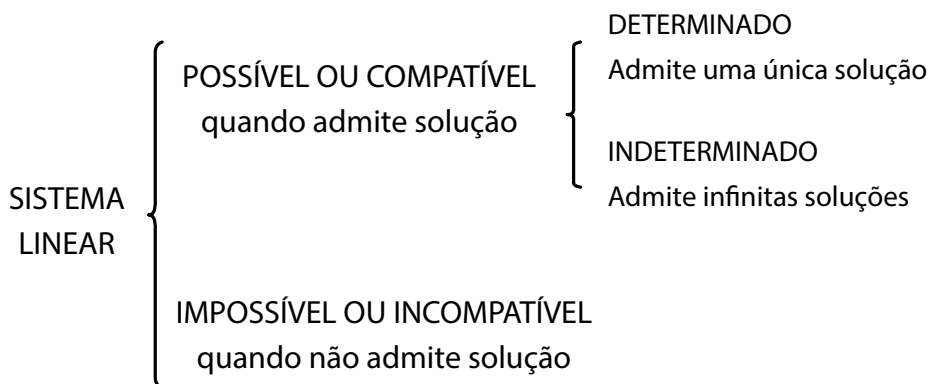 SISTEMA
LINEAR
POSSÍVEL OU COMPATÍVEL
quando admite solução
DETERMINADO
Admite uma única solução
INDETERMINADO
Admite infinitas soluções
IMPOSSÍVEL OU INCOMPATÍVEL
quando não admite solução